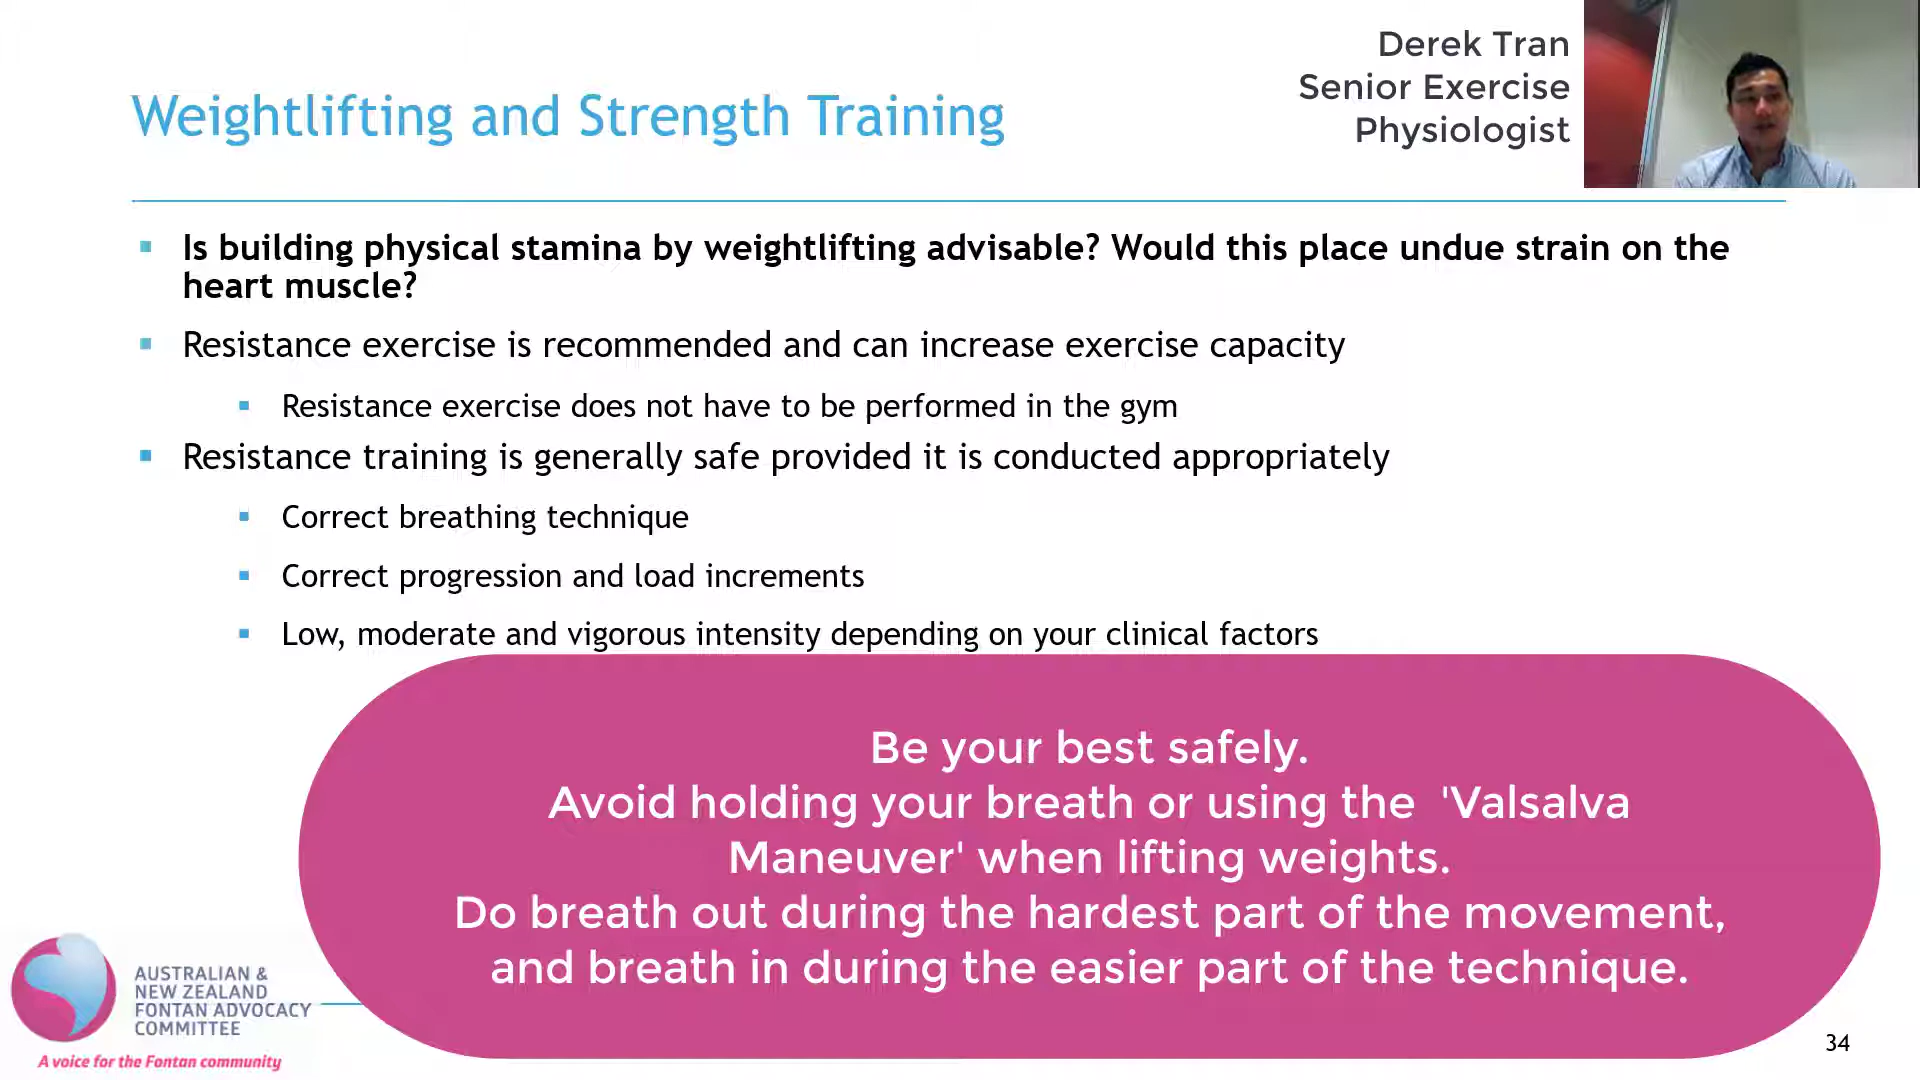 Derek Tran
Senior Exercise
Physiologist
Weightlifting and Strength Training
Is building physical stamina by weightlifting advisable? Would this place undue strain on the
heart muscle?
Resistance exercise is recommended and can increase exercise capacity
Resistance exercise does not have to be performed in the gym
Resistance training is generally safe provided it is conducted appropriately
Correct breathing technique
Correct progression and load increments
Low, moderate and vigorous intensity depending on your clinical factors
Be your best safely.
Avoid holding your breath or using the 'Valsalva
Maneuver' when lifting weights.
Do breath out during the hardest part of the movement,
and breath in during the easier part of the technique.
AUSTRALIAN &
NEW ZEALAND
FONTAN ADVOCACY
COMMITTEE
A voice for the Fontan community
34